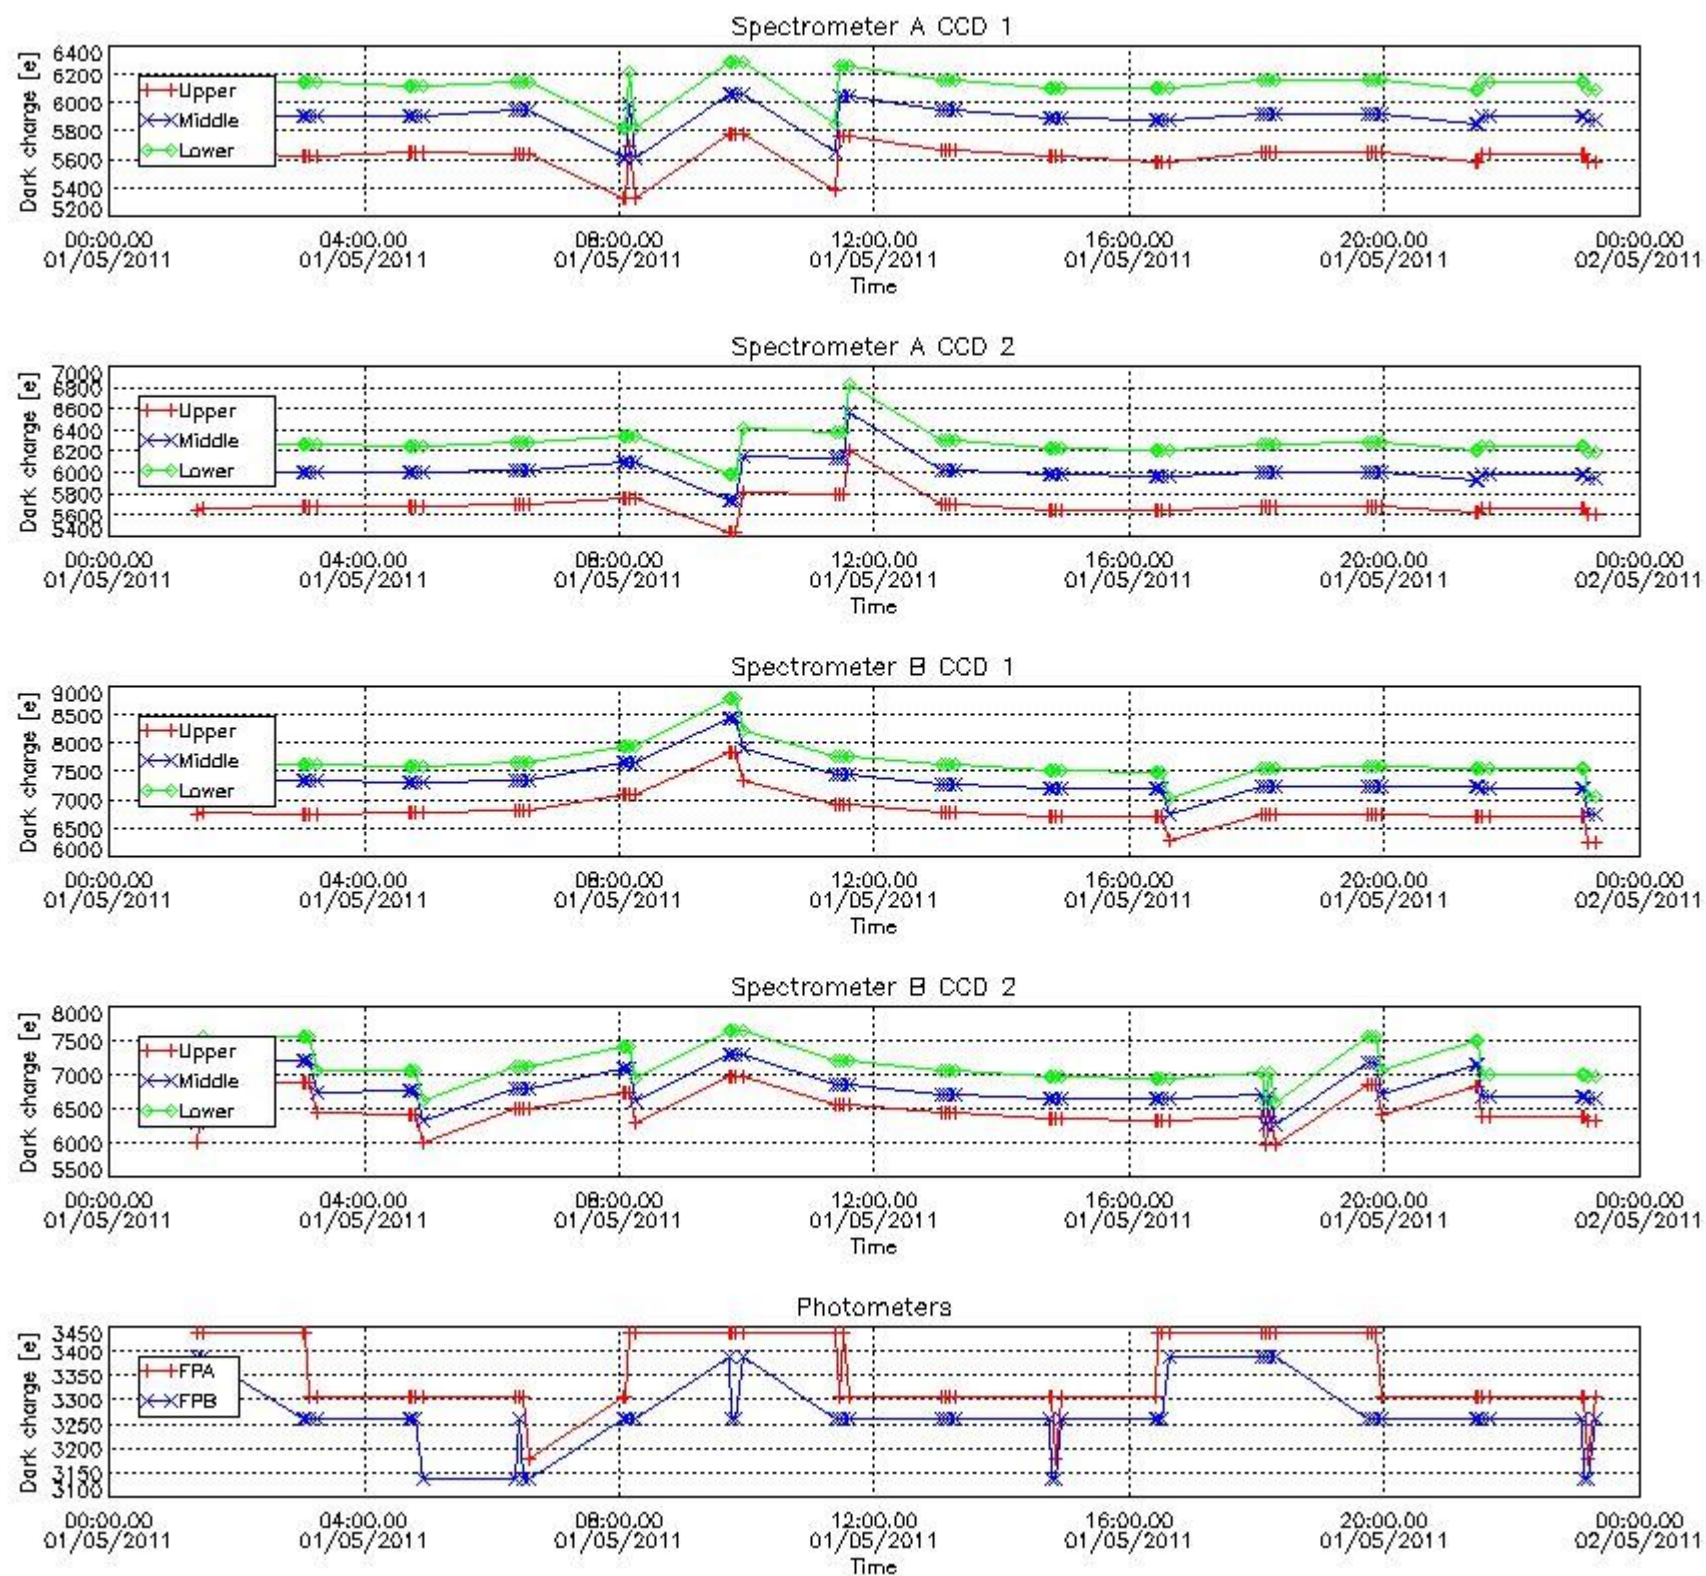 Spectrometer A CCD 1
Dark charge [e]
6400
6200
6000
5800
5600
5400
5200
Upper
Middle
Lower
00:00.00 04:00.00 08:00.00 12:00.00 16:00.00 20:00.00 00:00.00
01/05/2011 01/05/2011 01/05/2011 01/05/2011 01/05/2011 01/05/2011 02/05/2011
Time
Spectrometer A CCD 2
Dark charge [e]
7000
6800
6600
6400
6200
6000
5800
5600
5400
Upper
Middle
Lower
00:00.00 04:00.00 08:00.00 12:00.00 16:00.00 20:00.00 00:00.00
01/05/2011 01/05/2011 01/05/2011 01/05/2011 01/05/2011 01/05/2011 02/05/2011
Time
Spectrometer B CCD 1
Dark charge [e]
9000
8500
8000
7500
7000
6500
6000
Upper
Middle
Lower
00:00.00 04:00.00 08:00.00 12:00.00 16:00.00 20:00.00 00:00.00
01/05/2011 01/05/2011 01/05/2011 01/05/2011 01/05/2011 01/05/2011 02/05/2011
Time
Spectrometer B CCD 2
Dark charge [e]
8000
7500
7000
6500
6000
5500
Upper
Middle
Lower
00:00.00 04:00.00 08:00.00 12:00.00 16:00.00 20:00.00 00:00.00
01/05/2011 01/05/2011 01/05/2011 01/05/2011 01/05/2011 01/05/2011 02/05/2011
Time
Photometers
Dark charge [e]
3450
3400
3350
3300
3250
3200
3150
3100
FPA
FPB
00:00.00 04:00.00 08:00.00 12:00.00 16:00.00 20:00.00 00:00.00
01/05/2011 01/05/2011 01/05/2011 01/05/2011 01/05/2011 01/05/2011 02/05/2011
Time